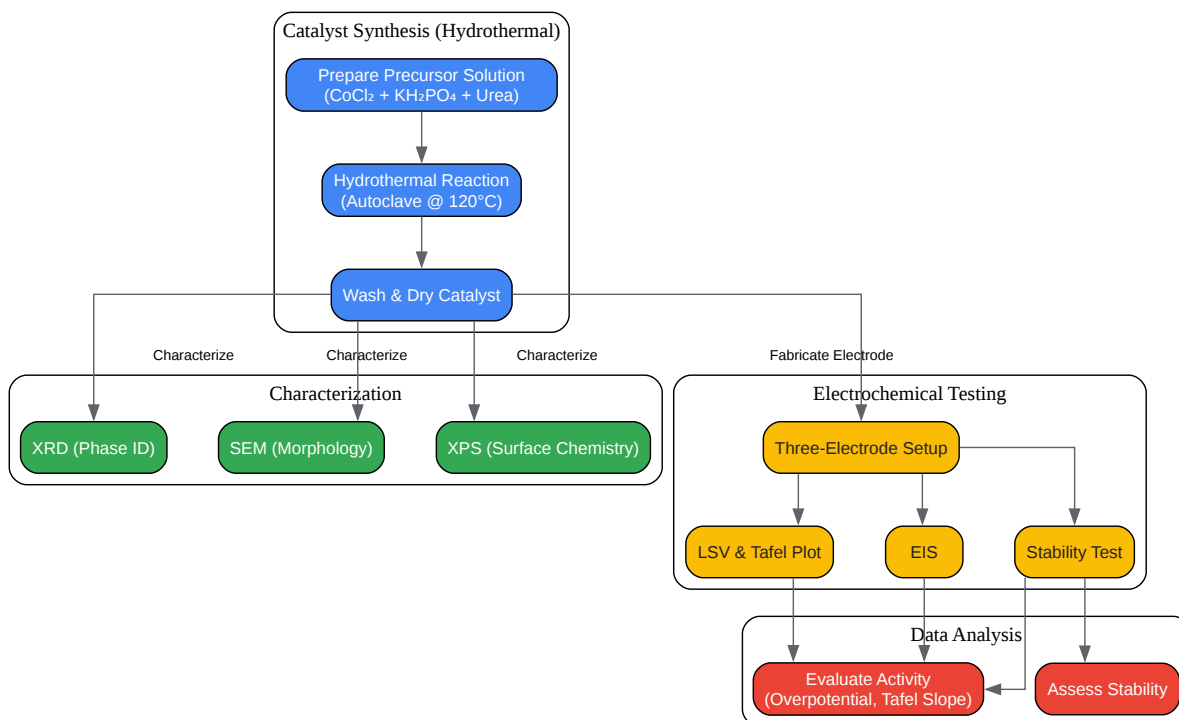 Catalyst Synthesis (Hydrothermal)
Prepare Precursor Solution
(CoCl₂ + KH₂PO₄ + Urea)
Hydrothermal Reaction
(Autoclave @ 120°C)
Wash & Dry Catalyst
Characterize
Characterize
Characterize
Fabricate Electrode
Characterization
XRD (Phase ID)
SEM (Morphology)
XPS (Surface Chemistry)
Electrochemical Testing
Three-Electrode Setup
LSV & Tafel Plot
EIS
Stability Test
Data Analysis
Evaluate Activity
(Overpotential, Tafel Slope)
Assess Stability